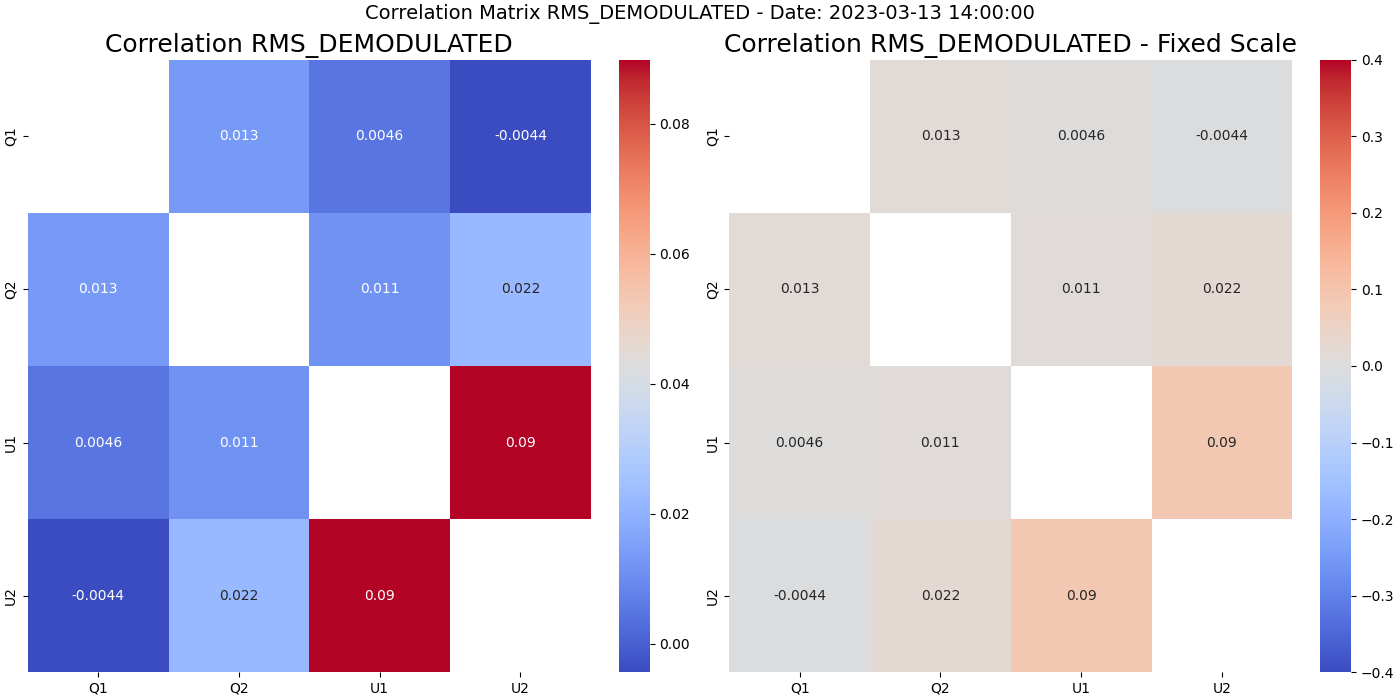 Correlation Matrix RMS_DEMODULATED - Date: 2023-03-13 14:00:00
Correlation RMS_DEMODULATED
Q1
0.013
0.0046
-0.0044
Q2
0.013
0.011
0.022
U1
0.0046
0.011
0.09
U2
-0.0044
0.022
0.09
Q1
Q2
U1
U2
0.08
0.06
0.04
0.02
0.00
Correlation RMS_DEMODULATED - Fixed Scale
Q1
0.013
0.0046
-0.0044
Q2
0.013
0.011
0.022
U1
0.0046
0.011
0.09
U2
-0.0044
0.022
0.09
Q1
Q2
U1
U2
0.4
0.3
0.2
0.1
0.0
−0.1
−0.2
−0.3
−0.4